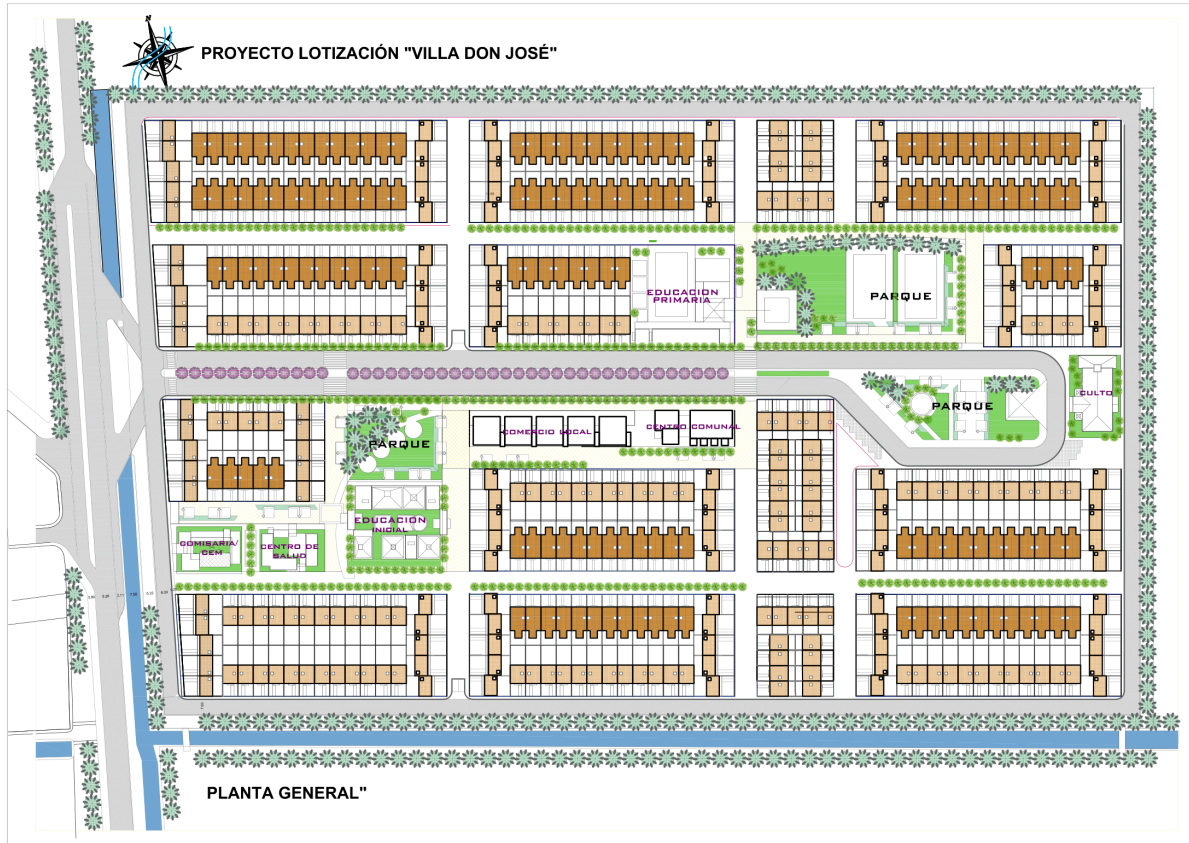 N
PROYECTO LOTIZACIÓN "VILLA DON JOSÉ"
EDUCACION
PRIMARIA
PARQUE
PARQUE
CULTO
PARQUE
COMERCIO LOCAL
CENTRO COMUNAL
EDUCACION
INICIAL
COMISARIA/
CEM
CENTRO DE
SALUD
PLANTA GENERAL"